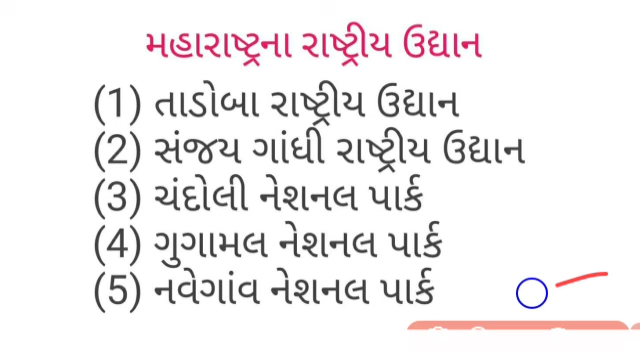 મહારાષ્ટ્રના રાષ્ટ્રીય ઉદ્યાન
(1) તાડોબા રાષ્ટ્રીય ઉદ્યાન
(2) સંજય ગાંધી રાષ્ટ્રીય ઉદ્યાન
(3) ચંદોલી નેશનલ પાર્ક
(4) ગુગામલ નેશનલ પાર્ક
(5) નવેગાંવ નેશનલ પાર્ક